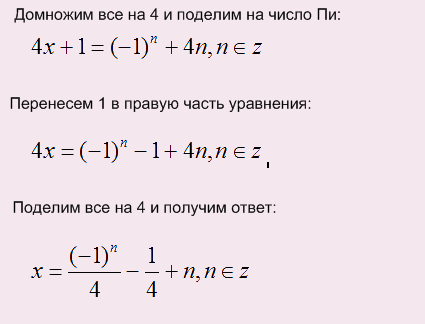 Домножим все на 4 и поделим на число Пи:
4x + 1 = (−1)ⁿ + 4n, n ∈ z
Перенесем 1 в правую часть уравнения:
4x = (−1)ⁿ − 1 + 4n, n ∈ z ,
Поделим все на 4 и получим ответ:
x = (−1)ⁿ/4 − 1/4 + n, n ∈ z